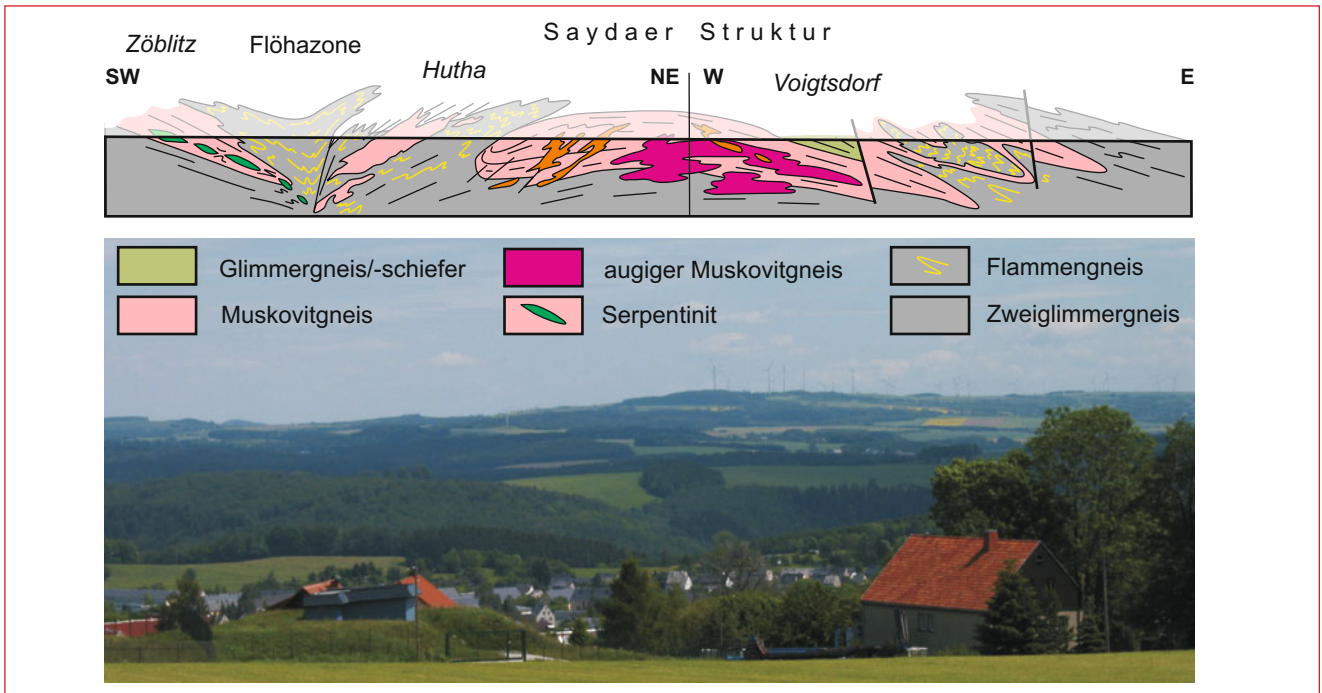 Saydaer Struktur
Zöblitz Flöhazone
Hutha Voigtsdorf
SW NE W E
Glimmergneis/-schiefer augiger Muskovitgneis Flammengneis
Muskovitgneis Serpentinit Zweiglimmergneis